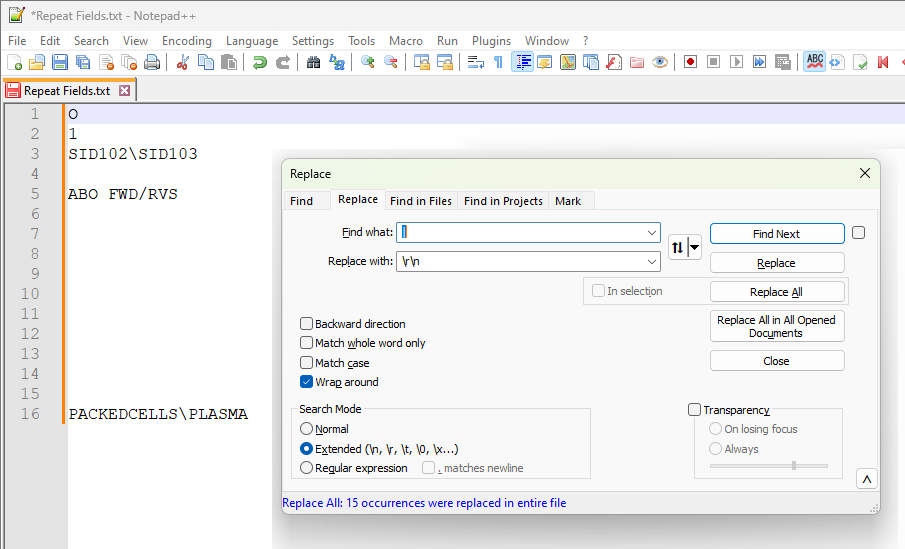 *Repeat Fields.txt - Notepad++
File Edit Search View Encoding Language Settings Tools Macro Run Plugins Window ?
Repeat Fields.txt
1 O
2 1
3 SID102\SID103
4
5 ABO FWD/RVS
6
7
8
9
10
11
12
13
14
15
16 PACKEDCELLS\PLASMA
Replace
Find Replace Find in Files Find in Projects Mark
Find what: | Find Next
Replace with: \r\n Replace
In selection Replace All
Backward direction Replace All in All Opened Documents
Match whole word only
Match case Close
Wrap around
Search Mode Transparency
Normal On losing focus
Extended (\n, \r, \t, \0, \x...) Always
Regular expression . matches newline
Replace All: 15 occurrences were replaced in entire file